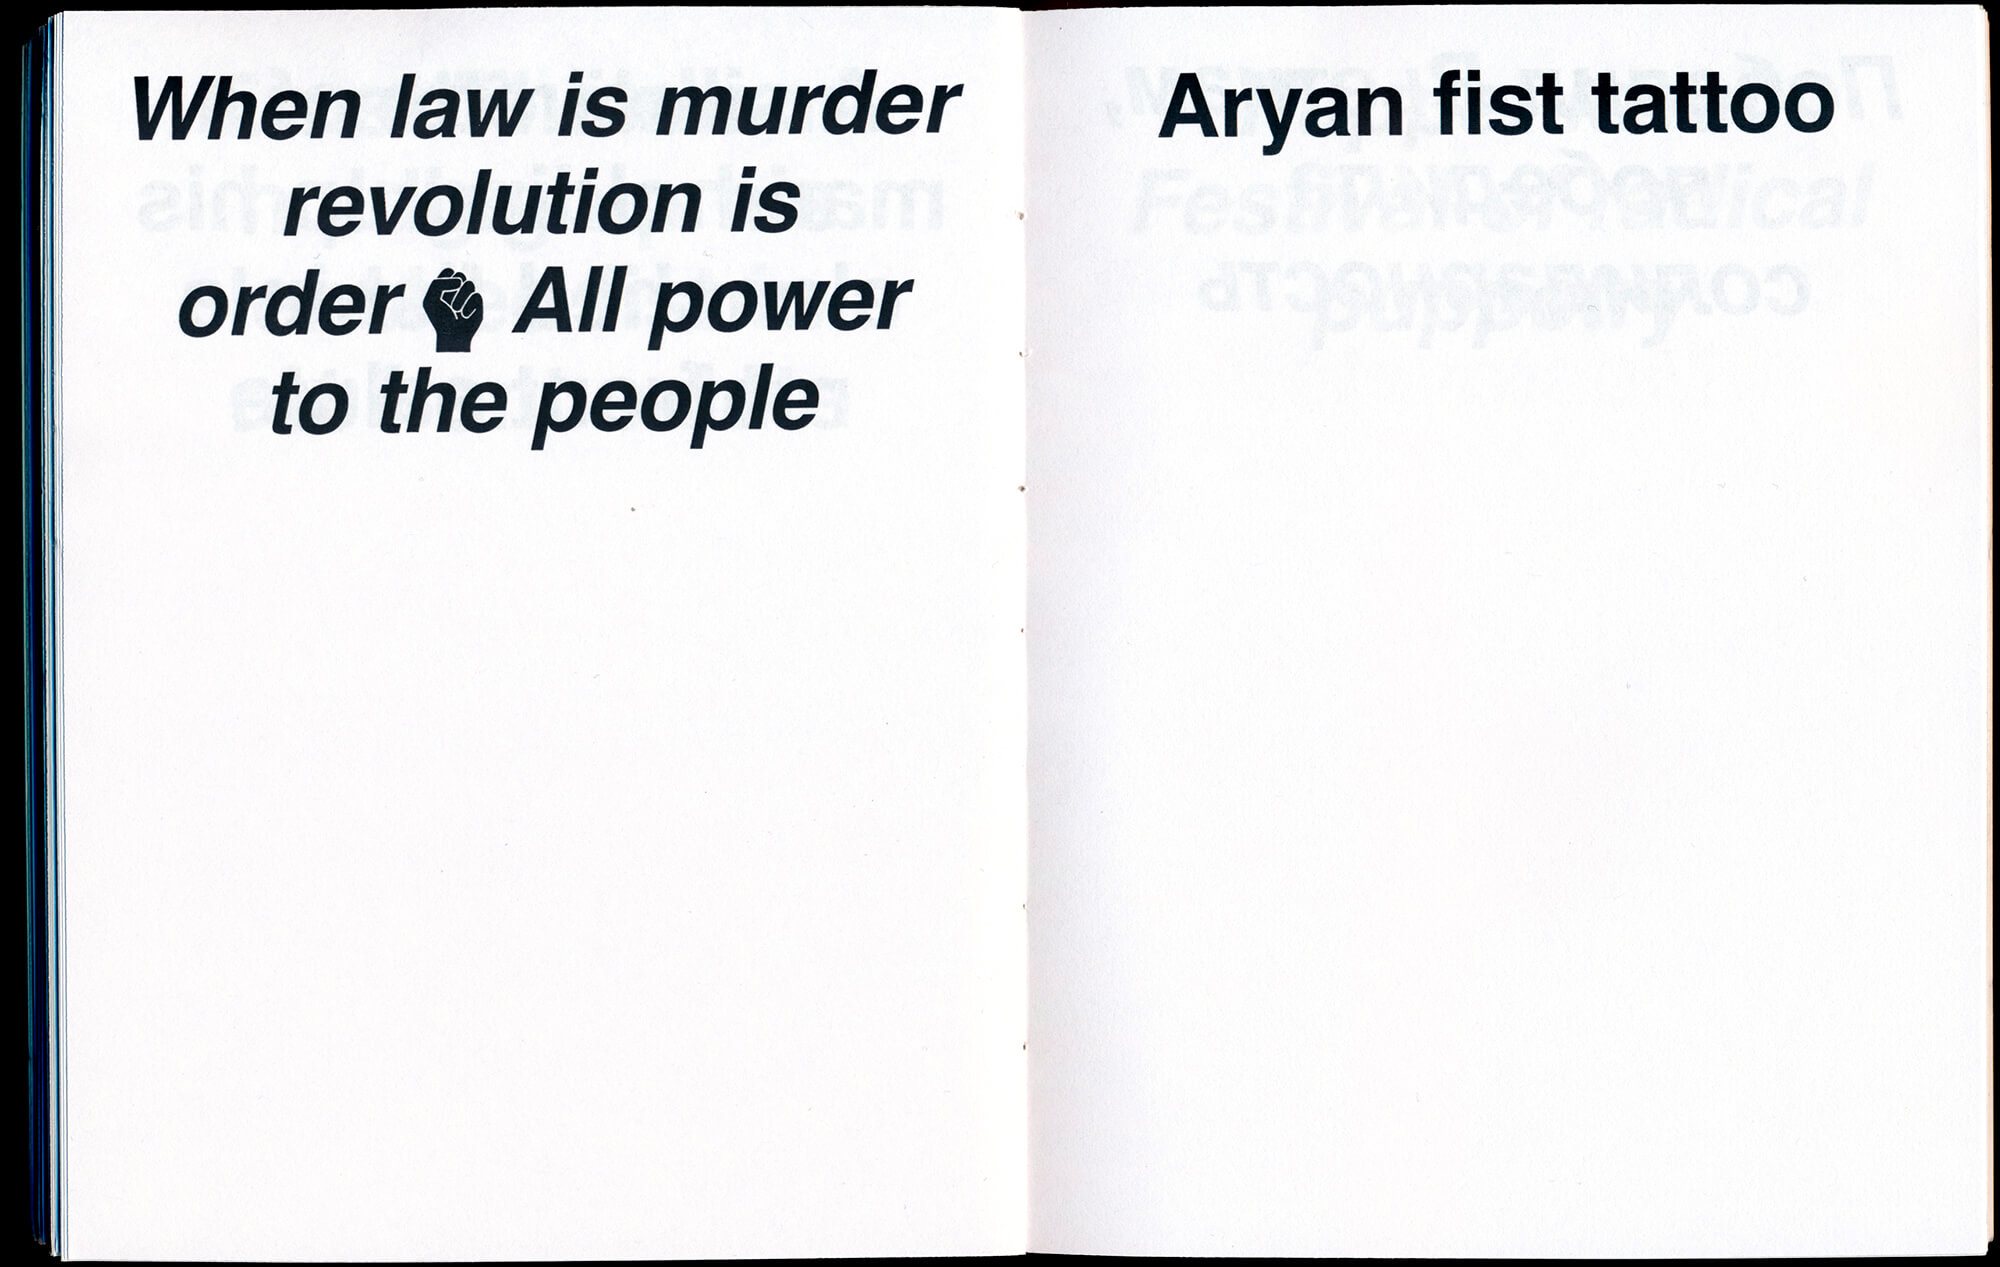 When law is murder
revolution is
order ✊ All power
to the people
Aryan fist tattoo